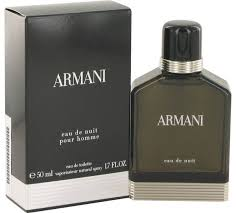 ARMANI
eau de nuit
pour homme
eau de toilette
vaporisateur natural spray
50 ml 1.7 FL.OZ.
ARMANI
eau de nuit